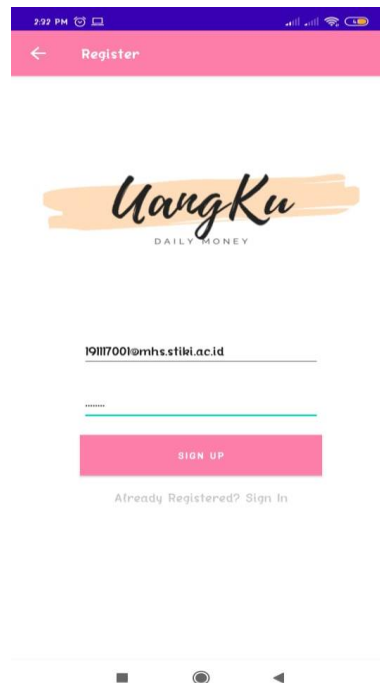 2:22 PM
Register
UangKu
DAILY MONEY
191117001@mhs.stiki.ac.id
........
SIGN UP
Already Registered? Sign In